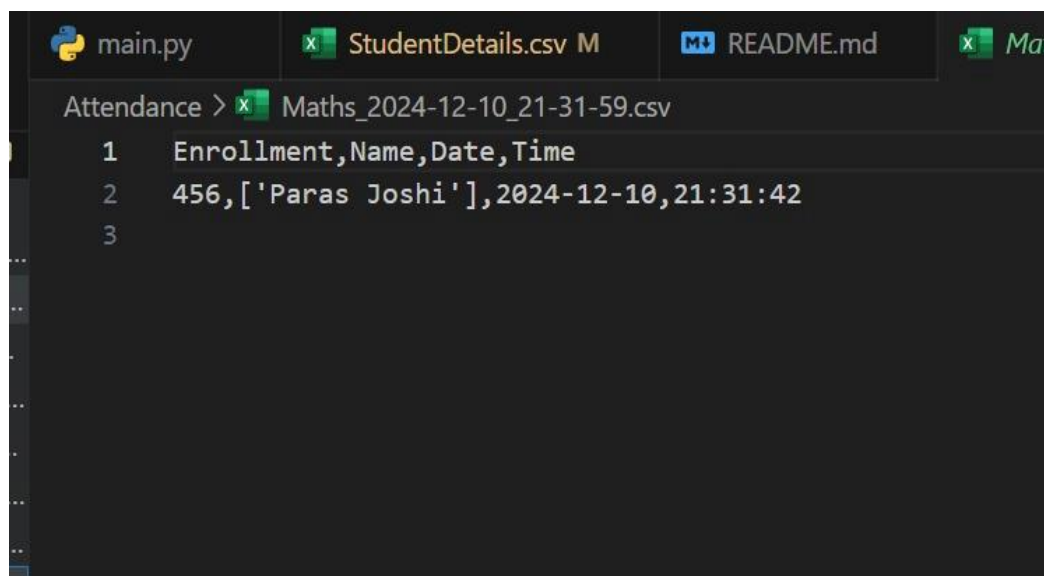 main.py StudentDetails.csv M README.md Ma
Attendance > Maths_2024-12-10_21-31-59.csv
1 Enrollment,Name,Date,Time
2 456,['Paras Joshi'],2024-12-10,21:31:42
3